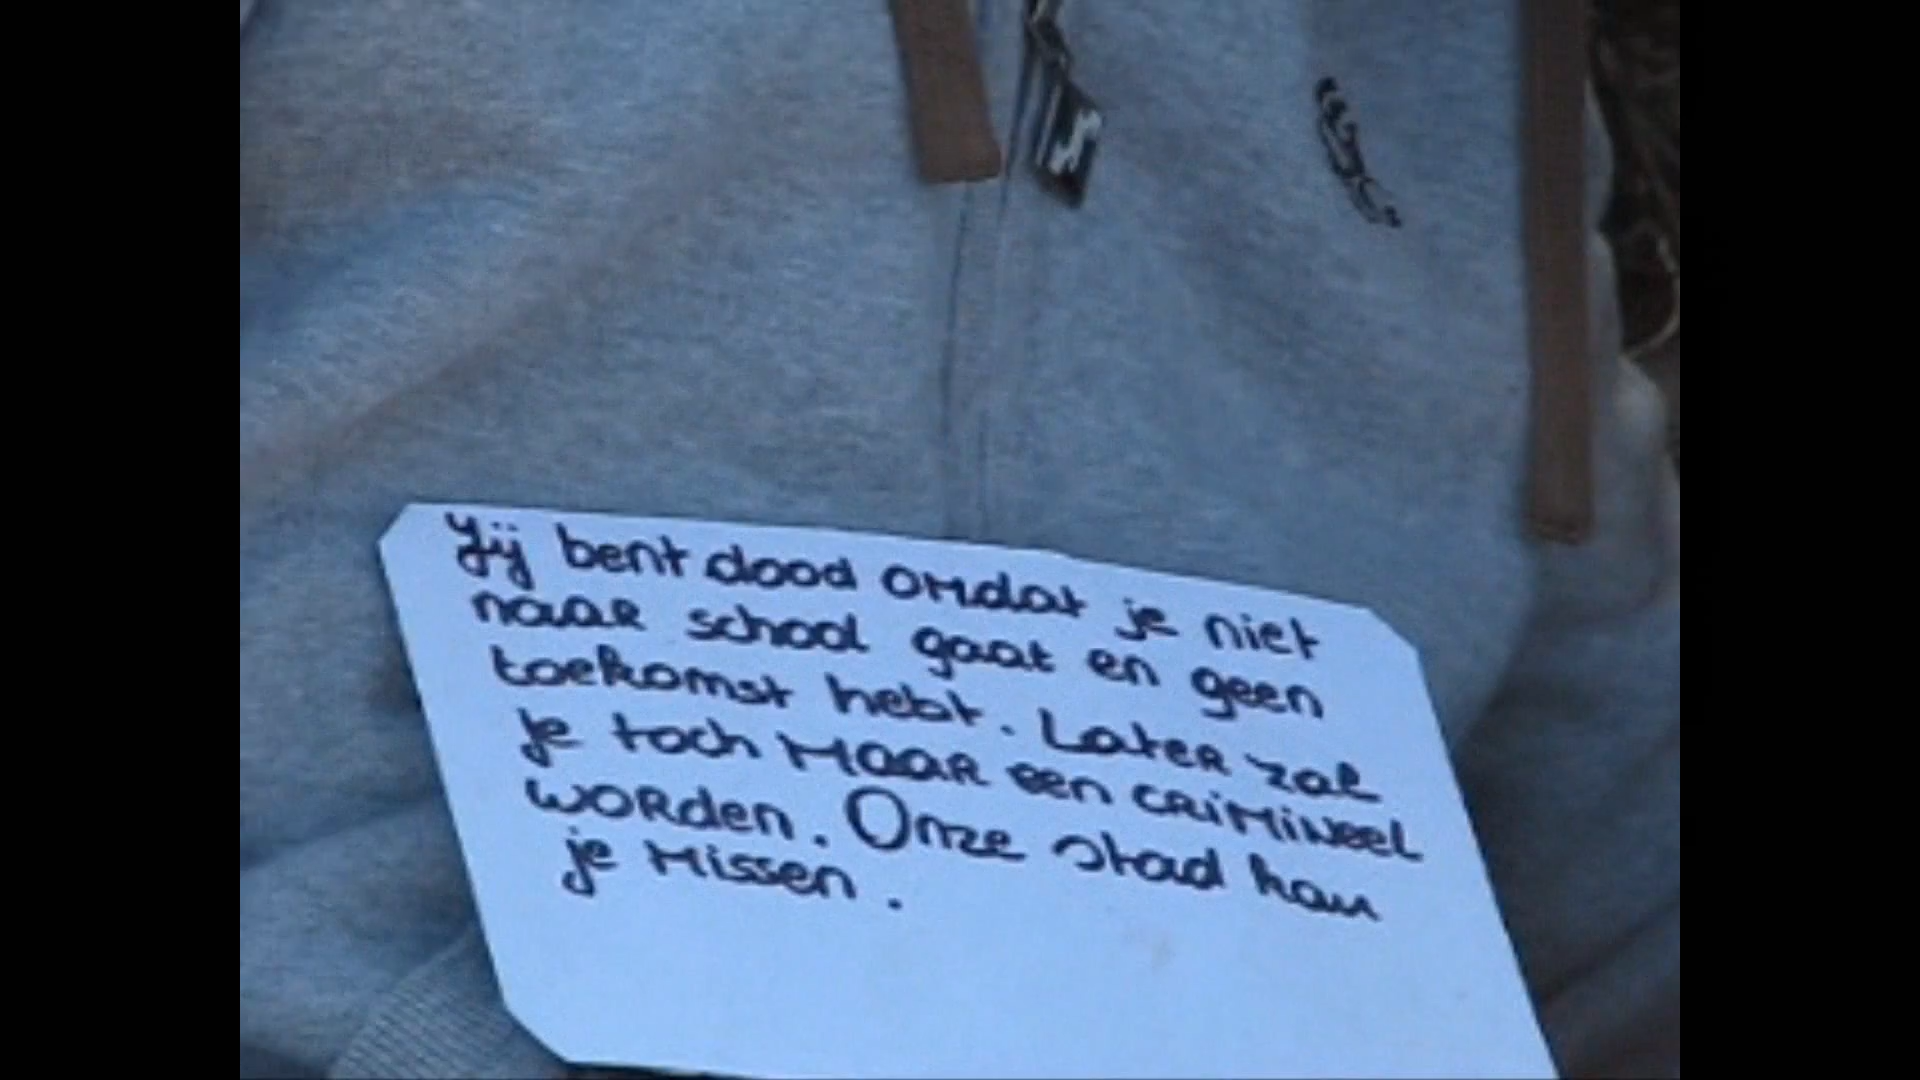 Jij bent dood omdat je niet
naar school gaat en geen
toekomst hebt. Later zal
je toch maar een crimineel
worden. Onze stad kan
je missen.